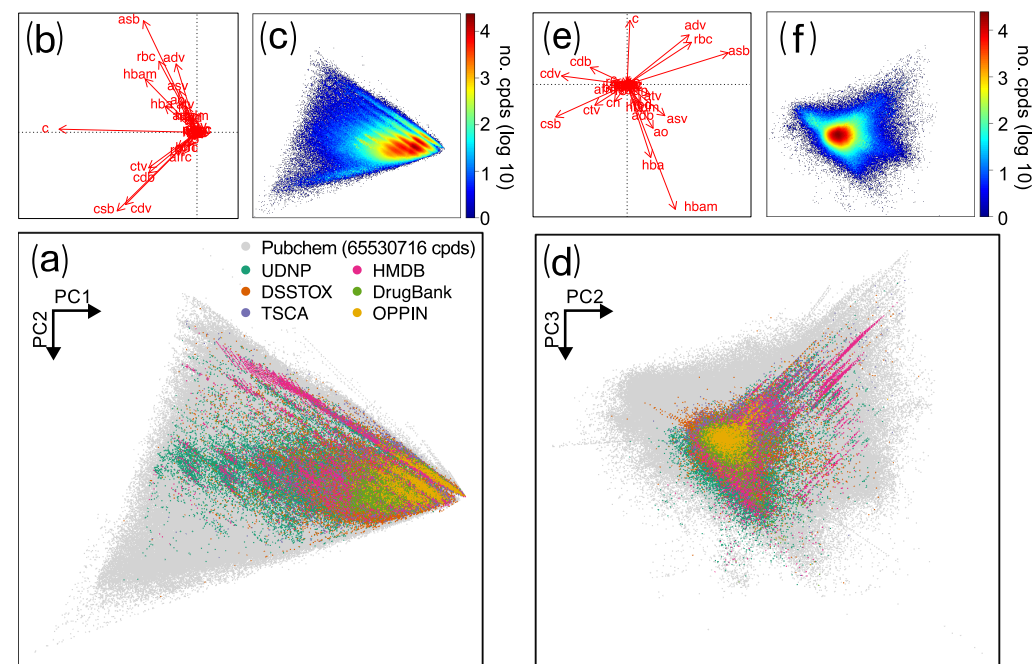 (b)
asb
rbc
adv
hbam
asv
hba
c
ctv
cdb
csb
cdv
(c)
no. cpds (log 10)
4
3
2
1
0
(e)
c
adv
rbc
asb
cdb
cdv
csb
ctv
asv
ao
hba
hbam
(f)
no. cpds (log 10)
4
3
2
1
0
(a)
Pubchem (65530716 cpds)
UDNP
HMDB
DSSTOX
DrugBank
TSCA
OPPIN
PC1
PC2
(d)
PC2
PC3